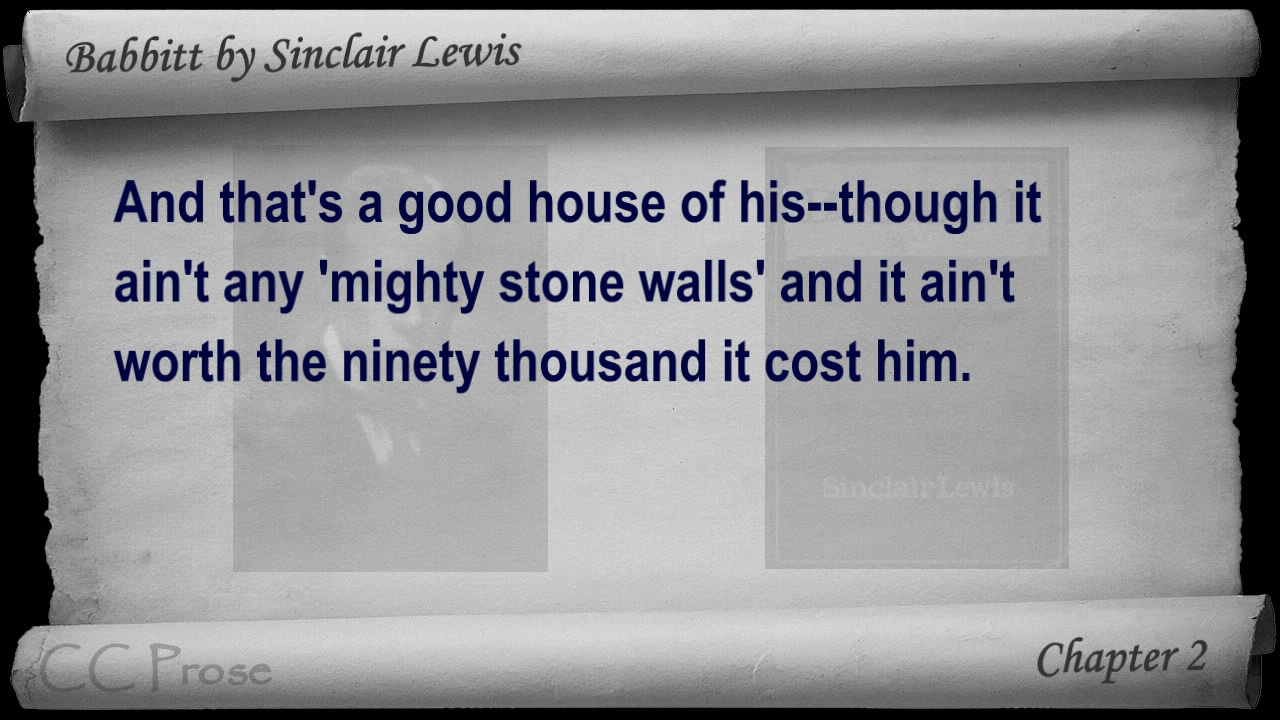 Babbitt by Sinclair Lewis
And that's a good house of his--though it
ain't any 'mighty stone walls' and it ain't
worth the ninety thousand it cost him.
Sinclair Lewis
CC Prose
Chapter 2